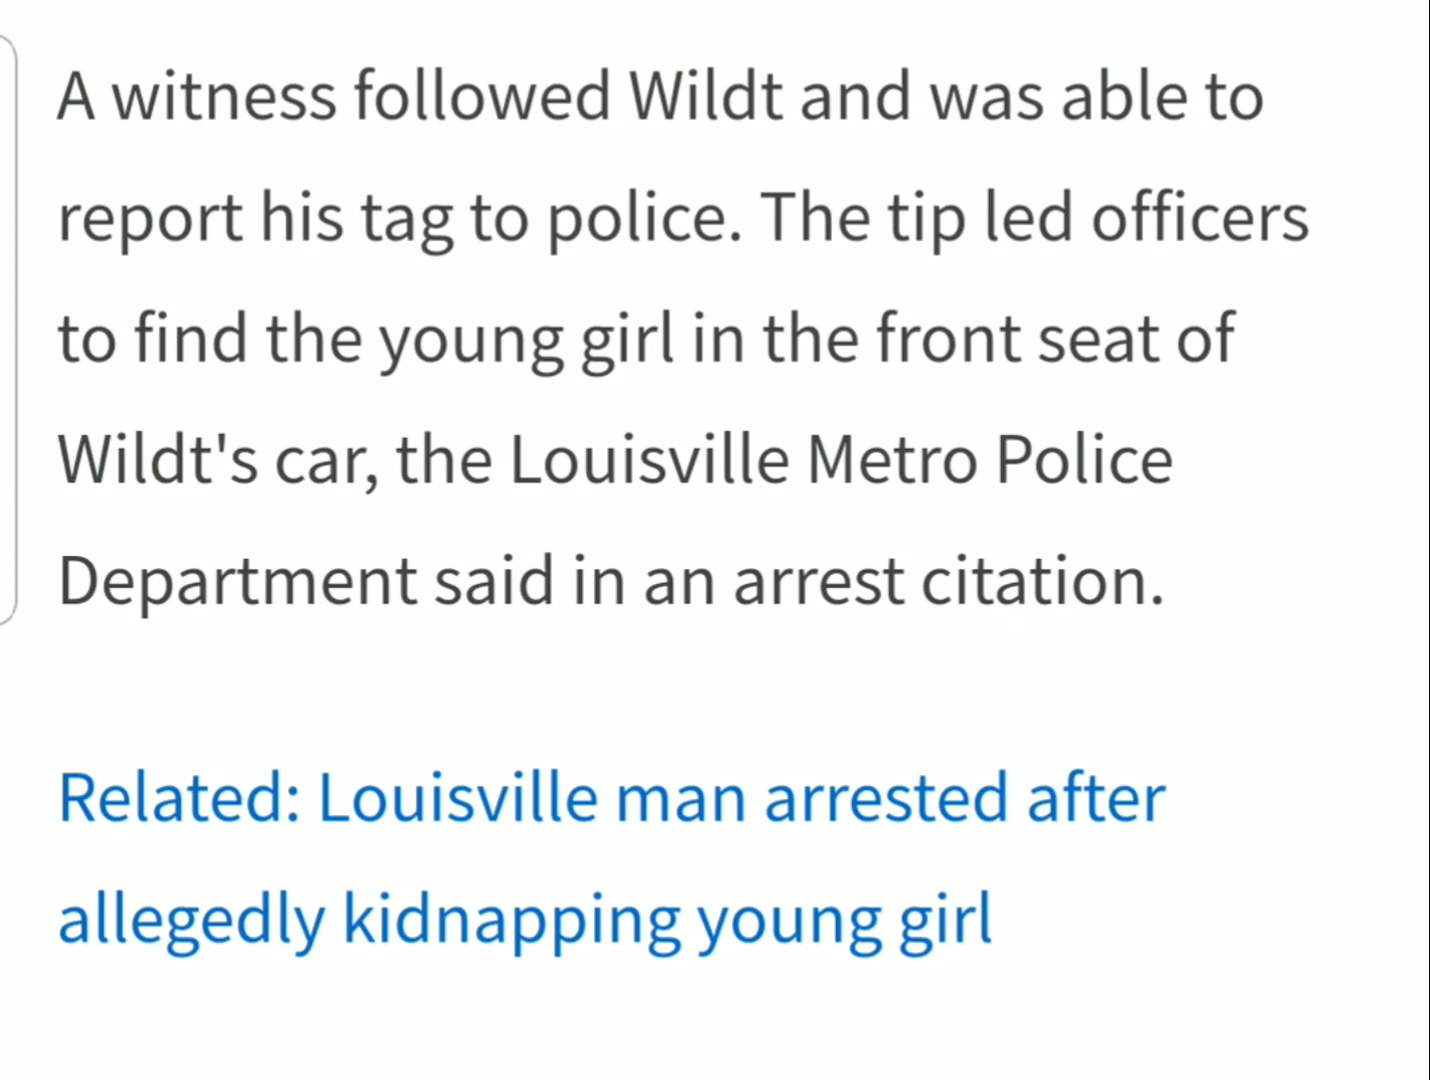 A witness followed Wildt and was able to
report his tag to police. The tip led officers
to find the young girl in the front seat of
Wildt's car, the Louisville Metro Police
Department said in an arrest citation.
Related: Louisville man arrested after
allegedly kidnapping young girl